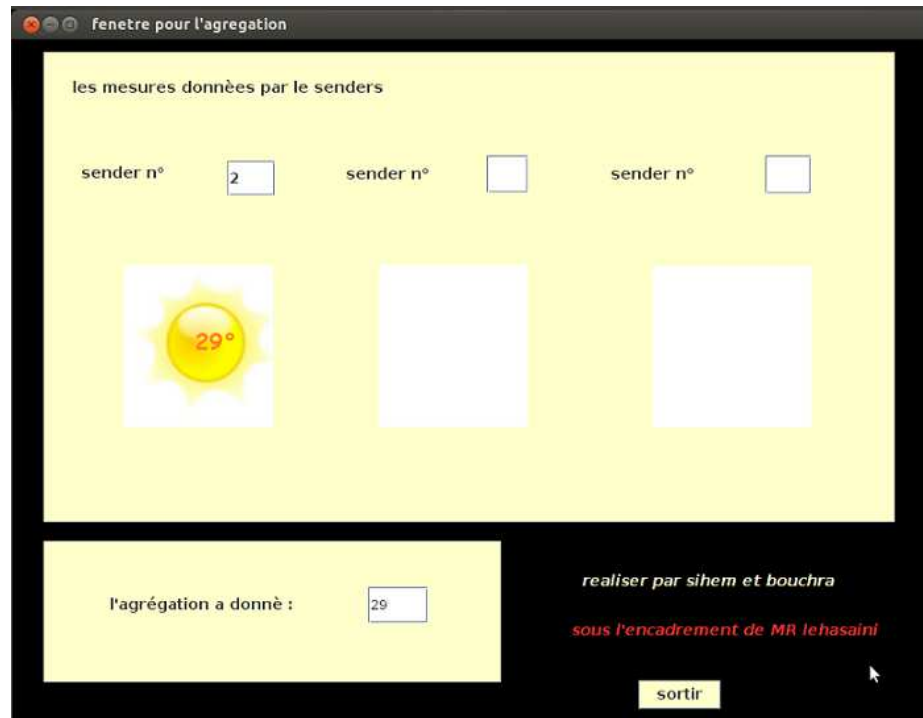 fenetre pour l'agregation
les mesures donnèes par le senders
sender n° 2 sender n° sender n°
29°
l'agrégation a donnè : 29
realiser par sihem et bouchra
sous l'encadrement de MR lehasaini
sortir